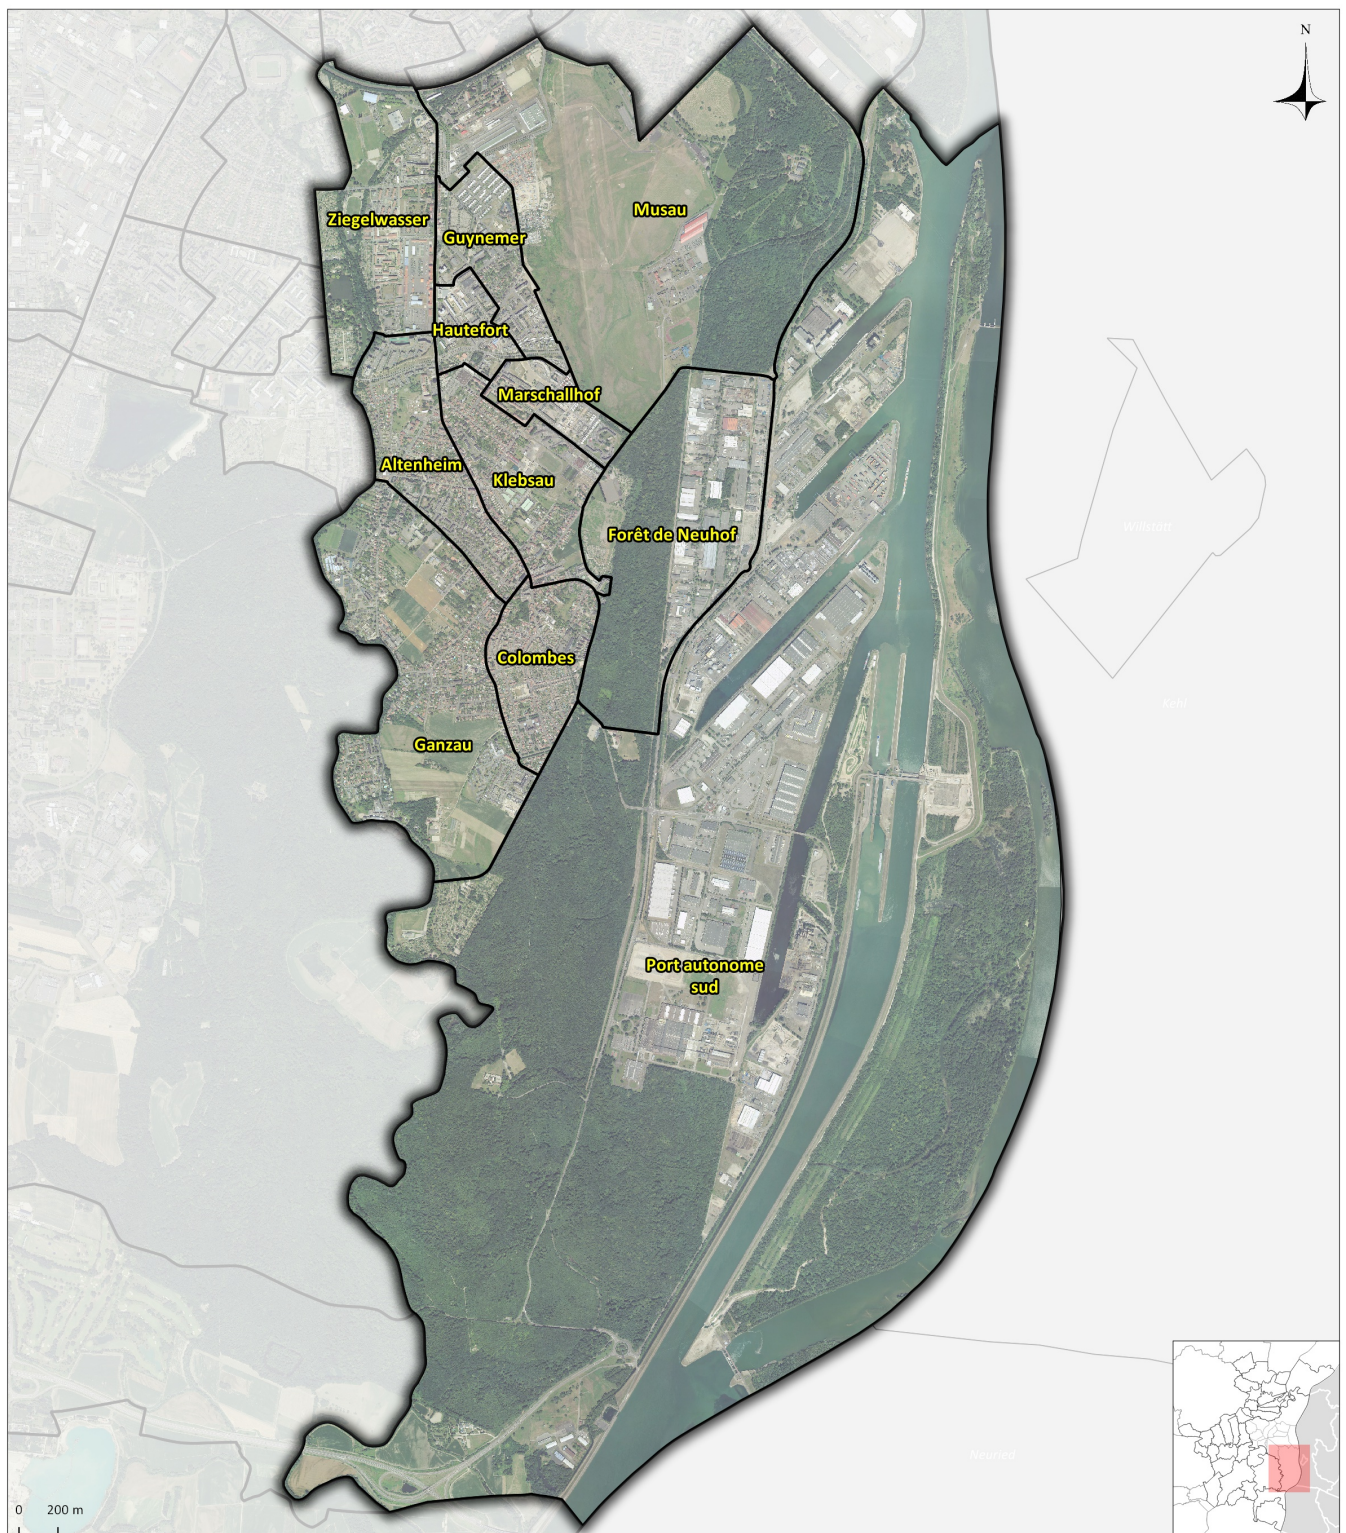 N
Musau
Ziegelwasser
Guynemer
Hautefort
Marschallhof
Altenheim
Klebsau
Forêt de Neuhof
Willstätt
Colombes
Kehl
Ganzau
Port autonome
sud
Neuried
0 200 m